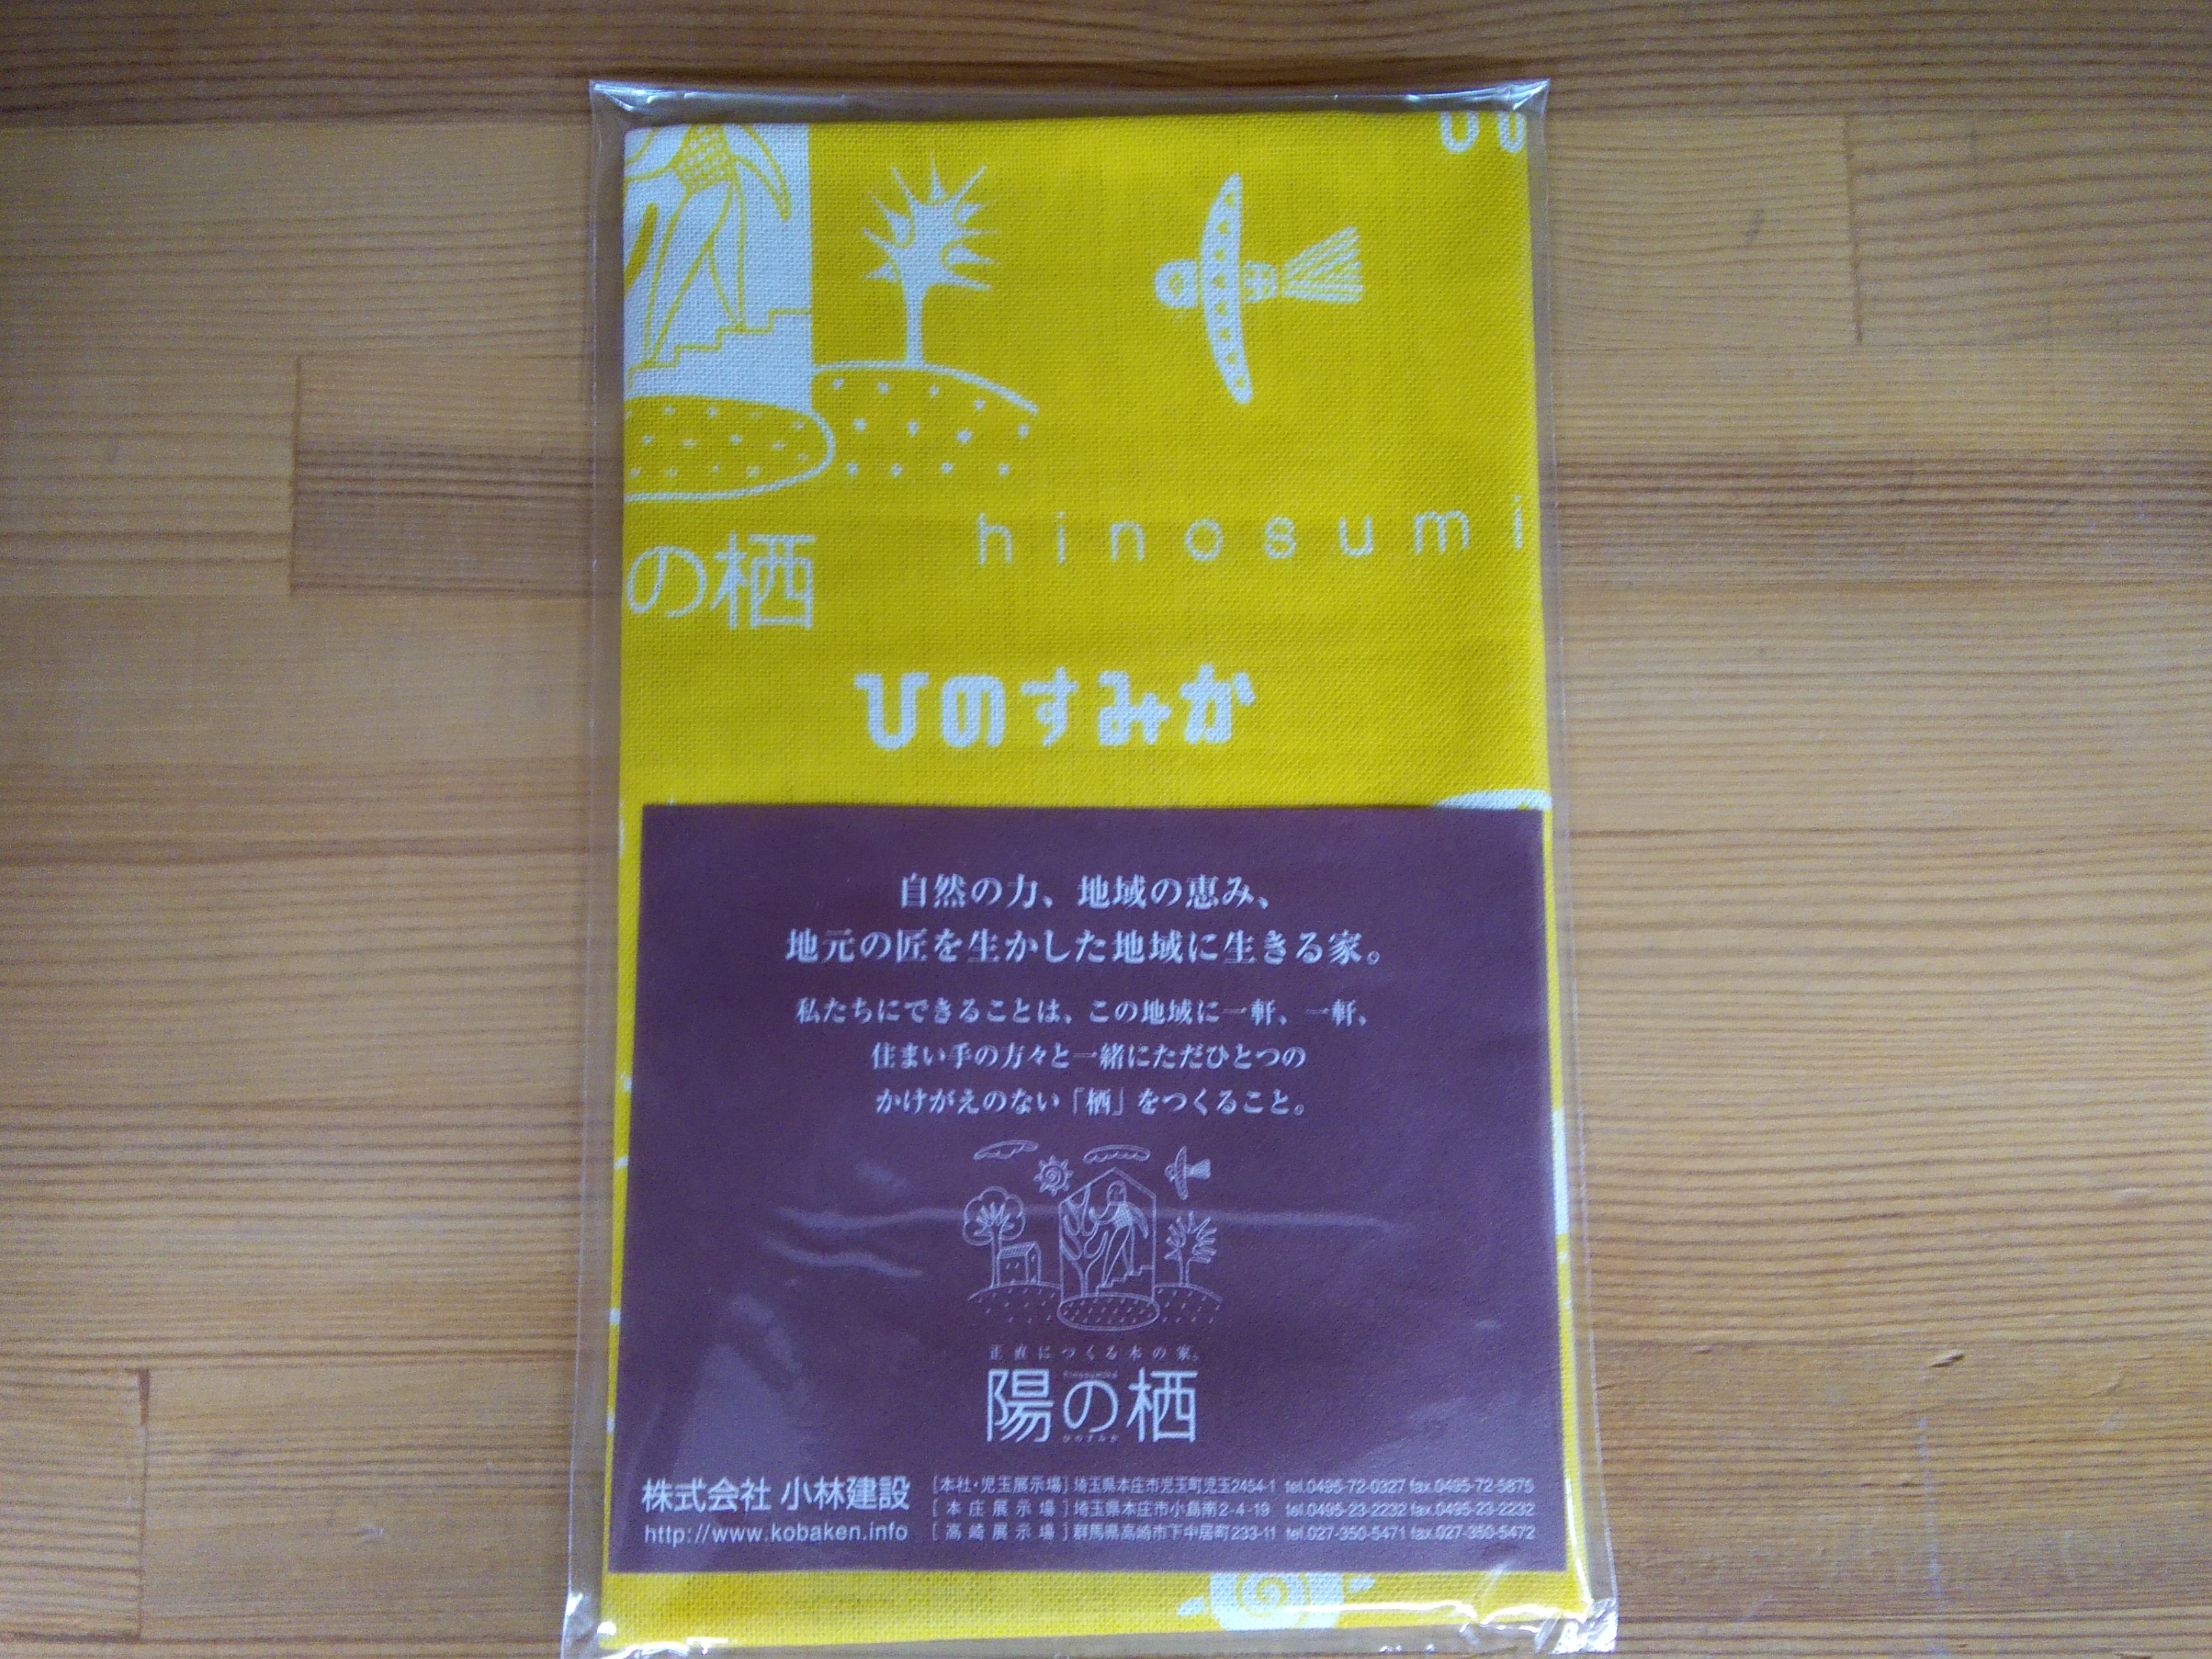 hinosumi
の栖
ひのすみか
自然の力、地域の恵み、
地元の匠を生かした地域に生きる家。
私たちにできることは、この地域に一軒、一軒、
住まい手の方々と一緒にただひとつの
かけがえのない「栖」をつくること。
正直につくる木の家。
hinosumika
陽の栖
ひのすみか
株式会社 小林建設
http://www.kobaken.info
[本社・児玉展示場] 埼玉県本庄市児玉町児玉2454-1 tel.0495-72-0327 fax.0495-72-5875
[本庄展示場] 埼玉県本庄市小島南2-4-19 tel.0495-23-2232 fax.0495-23-2232
[高崎展示場] 群馬県高崎市下中居町233-11 tel.027-350-5471 fax.027-350-5472